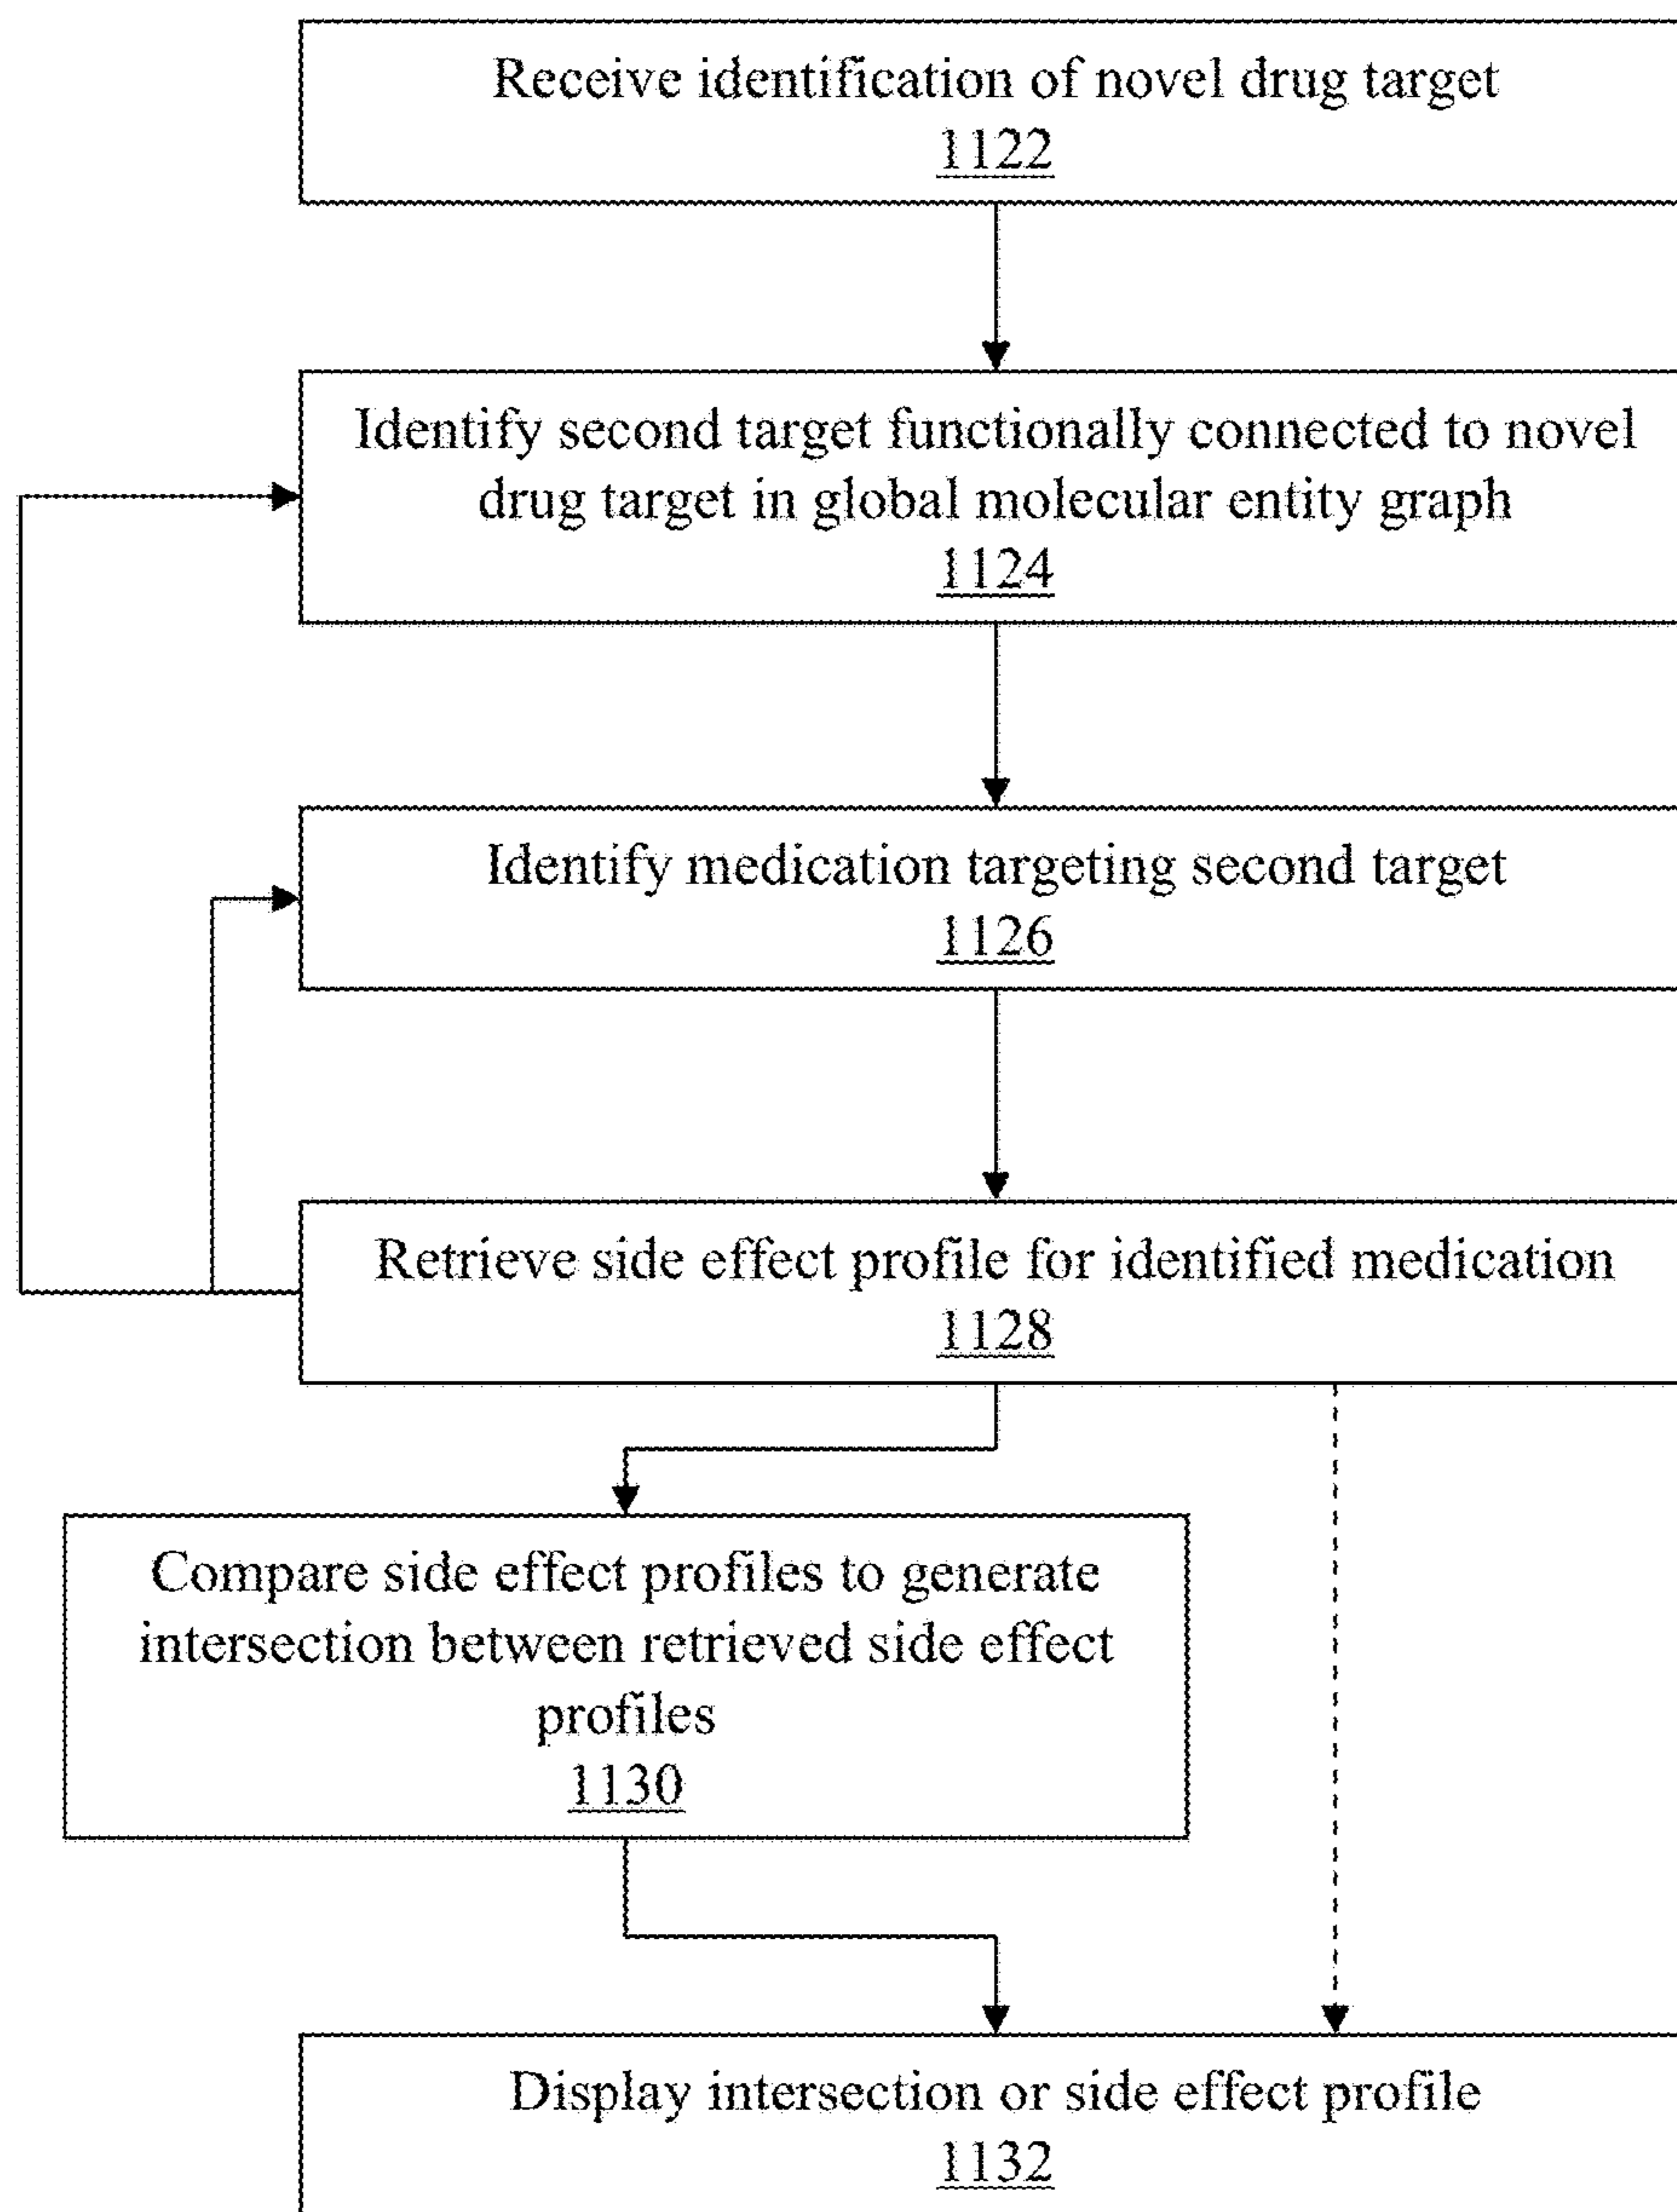 Receive identification of novel drug target
1122
Identify second target functionally connected to novel
drug target in global molecular entity graph
1124
Identify medication targeting second target
1126
Retrieve side effect profile for identified medication
1128
Compare side effect profiles to generate
intersection between retrieved side effect
profiles
1130
Display intersection or side effect profile
1132